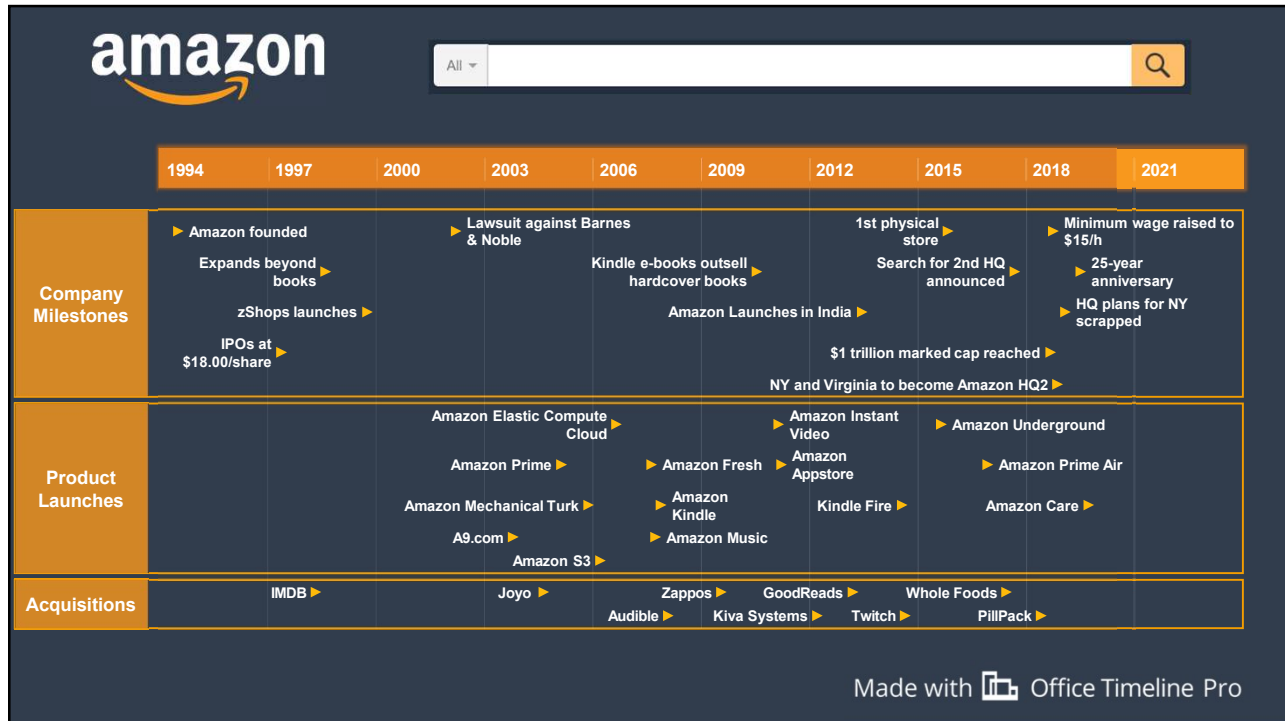 amazon
All
1994 1997 2000 2003 2006 2009 2012 2015 2018 2021
Company
Milestones
Amazon founded
Lawsuit against Barnes
& Noble
1st physical
store
Minimum wage raised to
$15/h
Expands beyond
books
Kindle e-books outsell
hardcover books
Search for 2nd HQ
announced
25-year
anniversary
zShops launches
Amazon Launches in India
HQ plans for NY
scrapped
IPOs at
$18.00/share
$1 trillion marked cap reached
NY and Virginia to become Amazon HQ2
Product
Launches
Amazon Elastic Compute
Cloud
Amazon Instant
Video
Amazon Underground
Amazon Prime
Amazon Fresh
Amazon
Appstore
Amazon Prime Air
Amazon Mechanical Turk
Amazon
Kindle
Kindle Fire
Amazon Care
A9.com
Amazon Music
Amazon S3
Acquisitions
IMDB
Joyo
Zappos
GoodReads
Whole Foods
Audible
Kiva Systems
Twitch
PillPack
Made with Office Timeline Pro